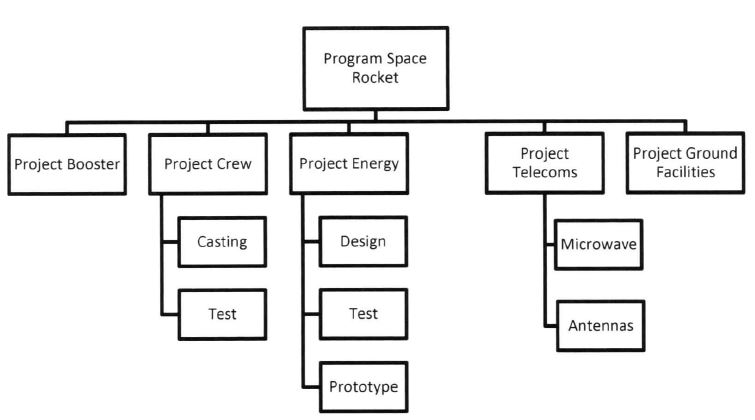 Program Space
Rocket
Project Booster
Project Crew
Project Energy
Project
Telecoms
Project Ground
Facilities
Casting
Design
Microwave
Test
Test
Antennas
Prototype